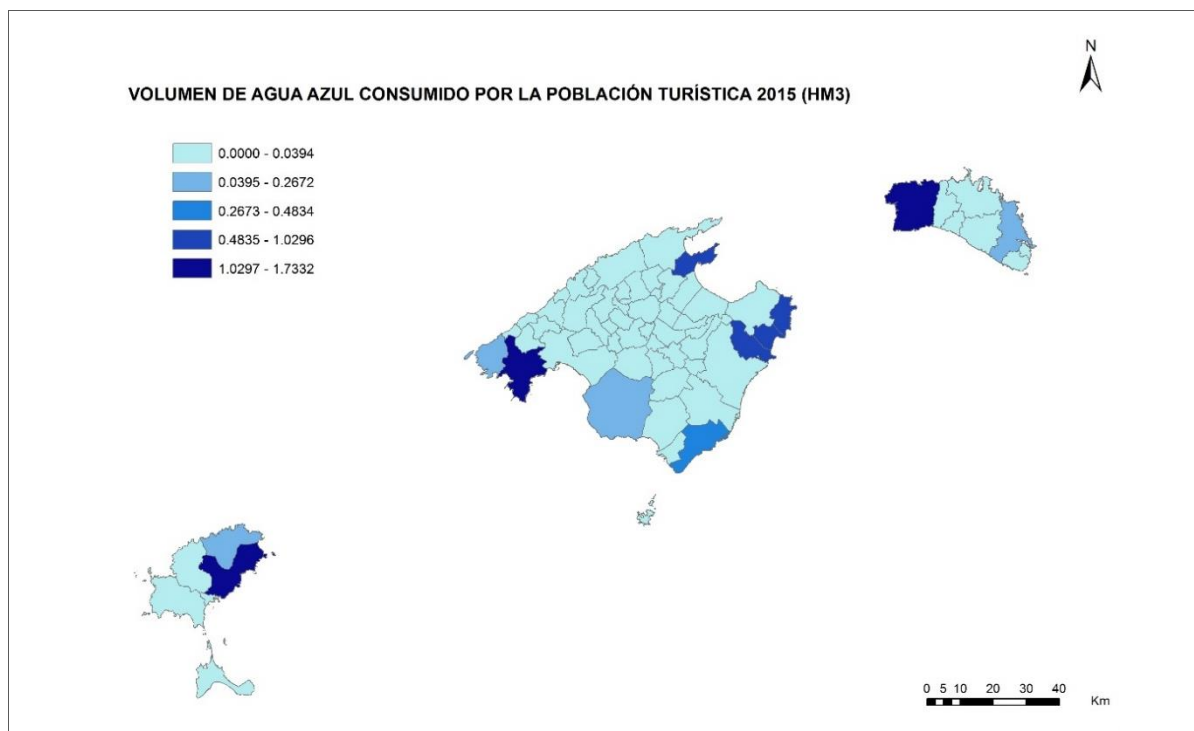 N
VOLUMEN DE AGUA AZUL CONSUMIDO POR LA POBLACIÓN TURÍSTICA 2015 (HM3)
0.0000 - 0.0394
0.0395 - 0.2672
0.2673 - 0.4834
0.4835 - 1.0296
1.0297 - 1.7332
0 5 10 20 30 40
Km